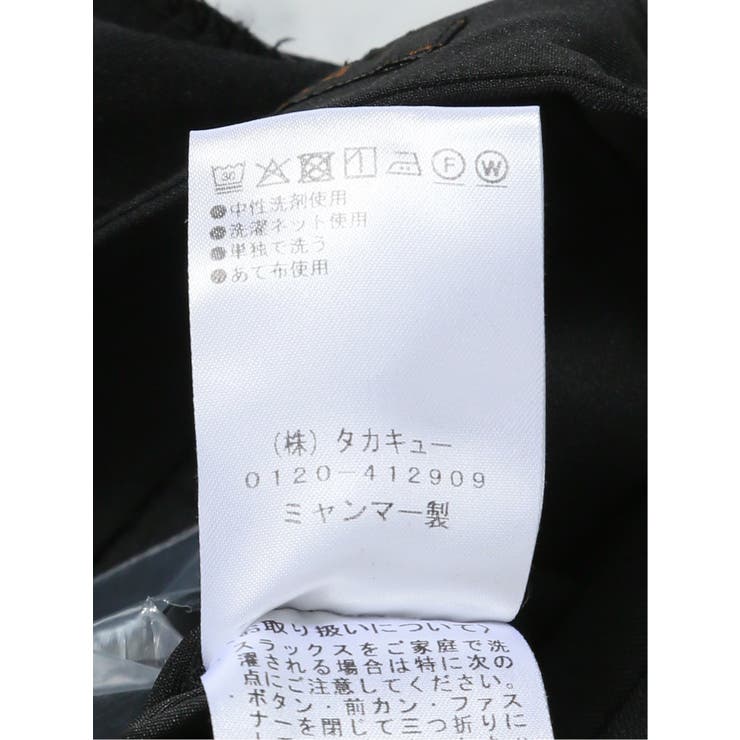 30 F W
●中性洗剤使用
●洗濯ネット使用
●単独で洗う
●あて布使用
(株)タカキュー
0120-412909
ミャンマー製
お取り扱いについて〉
スラックスをご家庭で洗
濯される場合は特に次の
点にご注意してください。
ボタン・前カン・ファス
ナーを閉じて三つ折りに